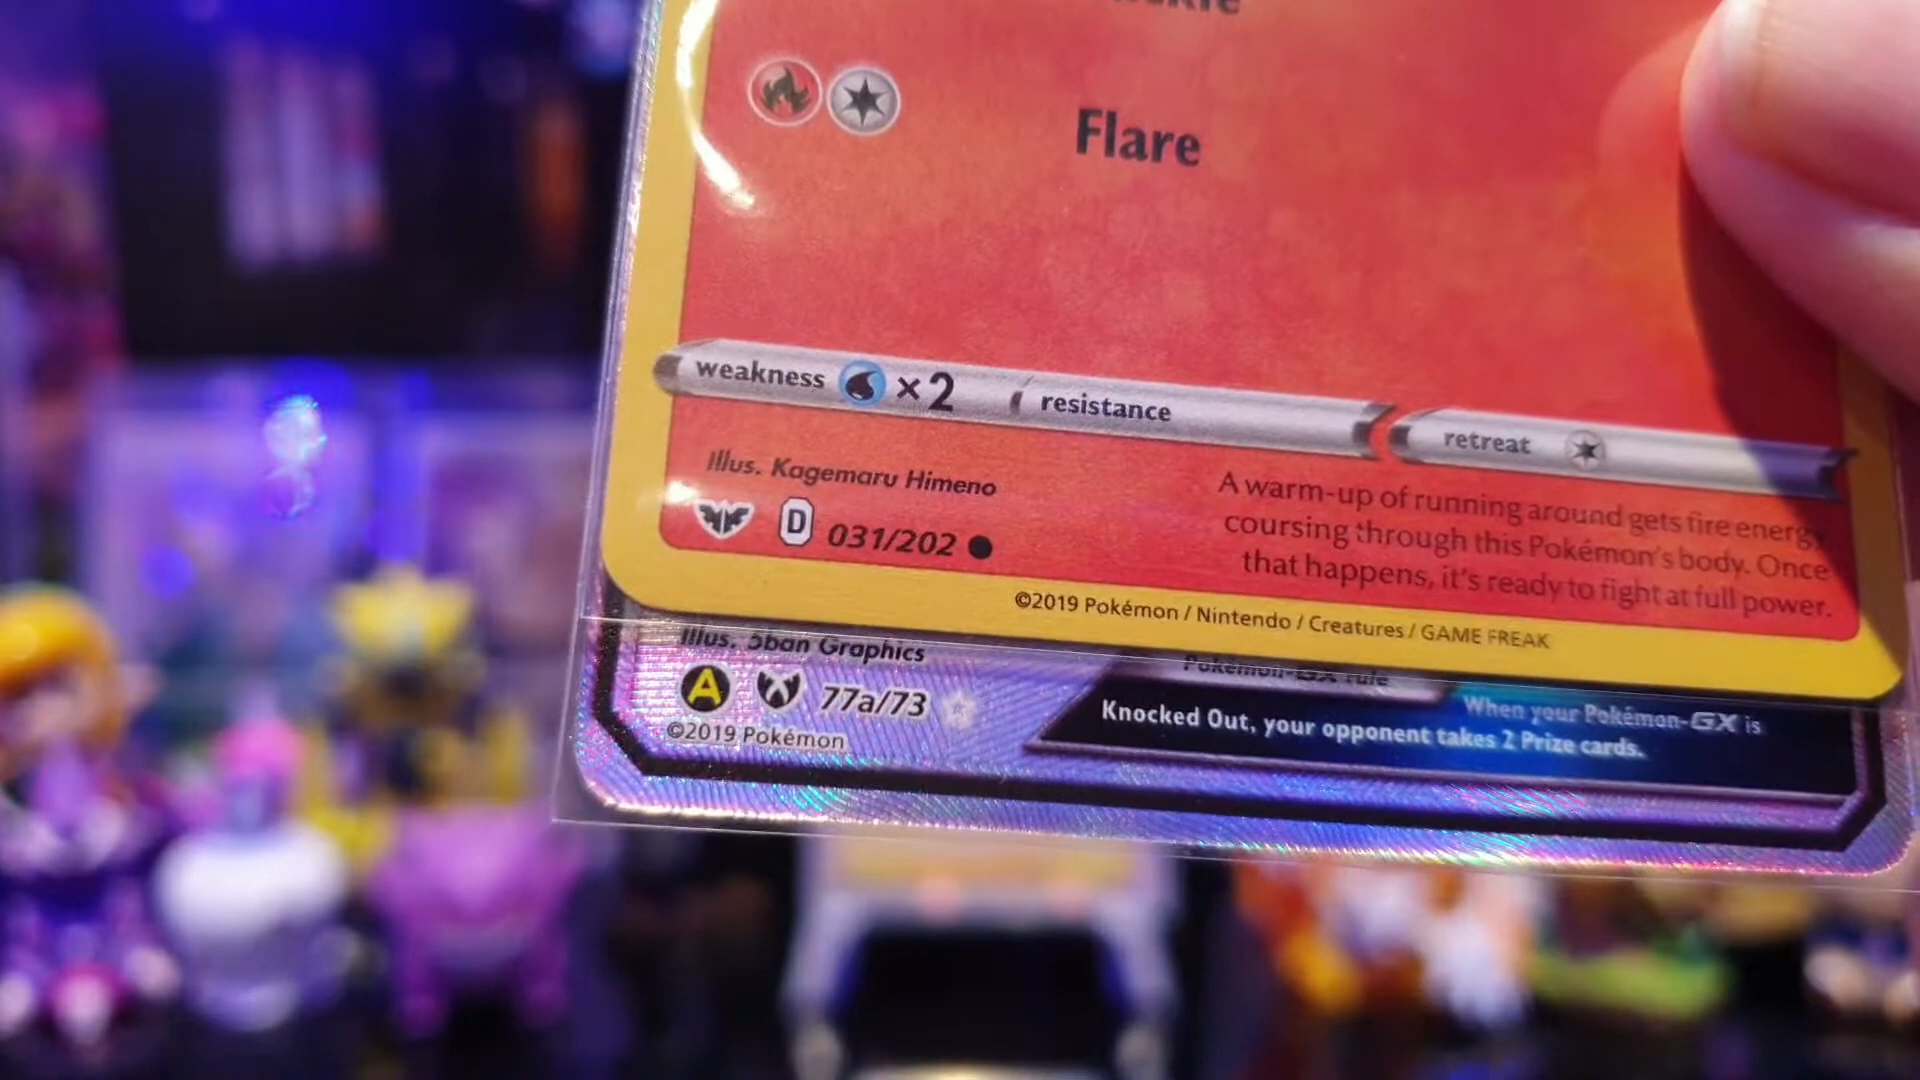 Flare
weakness ×2 resistance retreat
Illus. Kagemaru Himeno
D 031/202
A warm-up of running around gets fire energy
coursing through this Pokémon's body. Once
that happens, it's ready to fight at full power.
©2019 Pokémon / Nintendo / Creatures / GAME FREAK
Illus. 5ban Graphics
Pokémon-GX rule
A 77a/73
When your Pokémon-GX is
Knocked Out, your opponent takes 2 Prize cards.
©2019 Pokémon